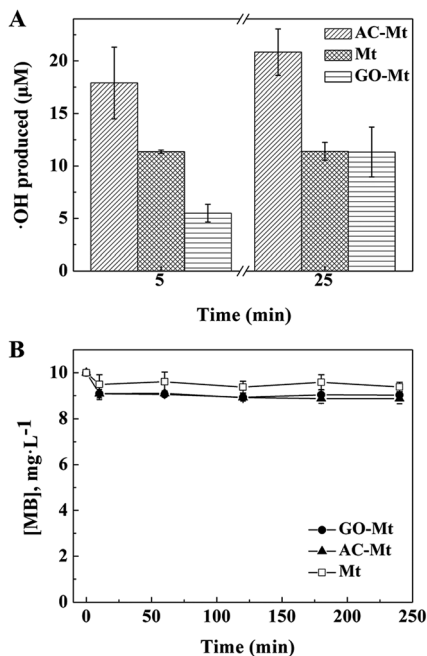 A
·OH produced (μM)
20
15
10
5
0
AC-Mt
Mt
GO-Mt
5
25
Time (min)
B
[MB], mg·L-1
10
8
6
4
2
0
GO-Mt
AC-Mt
Mt
0
50
100
150
200
250
Time (min)